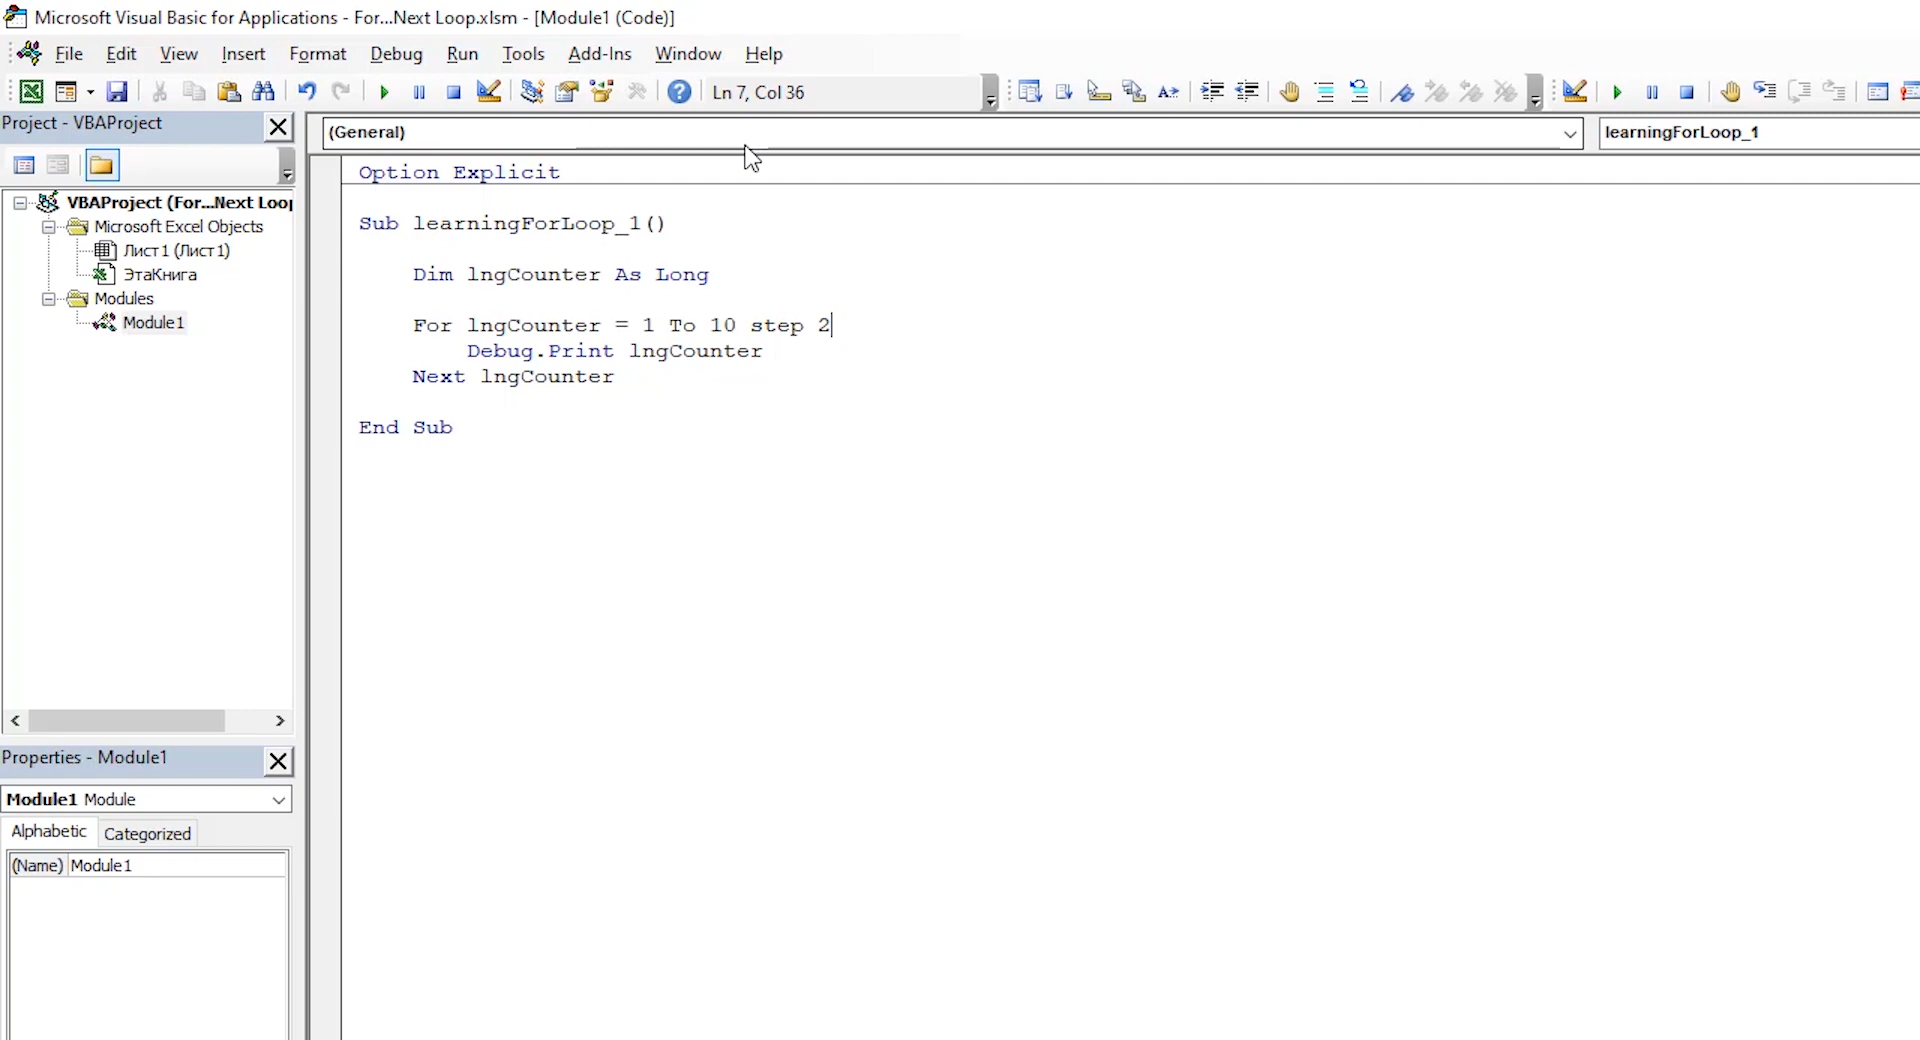 Microsoft Visual Basic for Applications - For...Next Loop.xlsm - [Module1 (Code)]
File Edit View Insert Format Debug Run Tools Add-Ins Window Help
Ln 7, Col 36
Project - VBAProject
(General)
learningForLoop_1
VBAProject (For...Next Loop
Microsoft Excel Objects
Лист1 (Лист1)
ЭтаКнига
Modules
Module1
Option Explicit
Sub learningForLoop_1()
Dim lngCounter As Long
For lngCounter = 1 To 10 step 2
Debug.Print lngCounter
Next lngCounter
End Sub
Properties - Module1
Module1 Module
Alphabetic Categorized
(Name) Module1